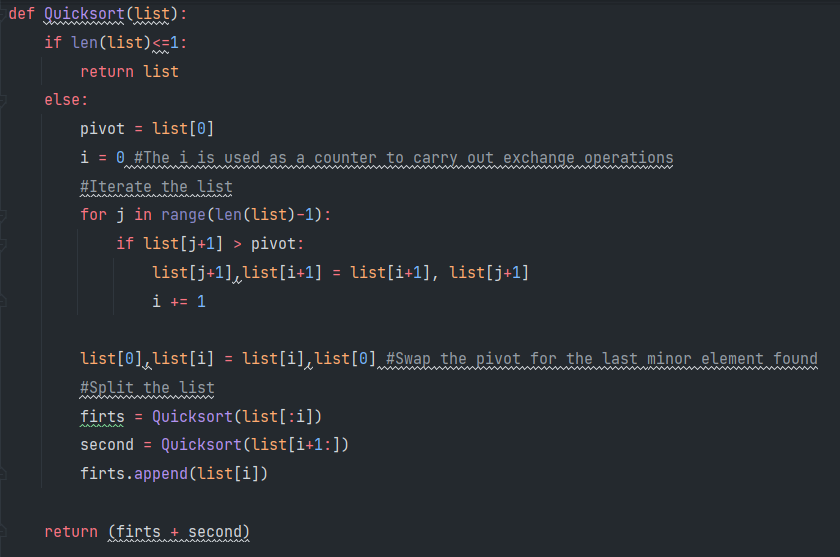 def Quicksort(list):
    if len(list)<=1:
        return list
    else:
        pivot = list[0]
        i = 0 #The i is used as a counter to carry out exchange operations
        #Iterate the list
        for j in range(len(list)-1):
            if list[j+1] > pivot:
                list[j+1],list[i+1] = list[i+1], list[j+1]
                i += 1
        list[0],list[i] = list[i],list[0] #Swap the pivot for the last minor element found
        #Split the list
        firts = Quicksort(list[:i])
        second = Quicksort(list[i+1:])
        firts.append(list[i])
    return (firts + second)